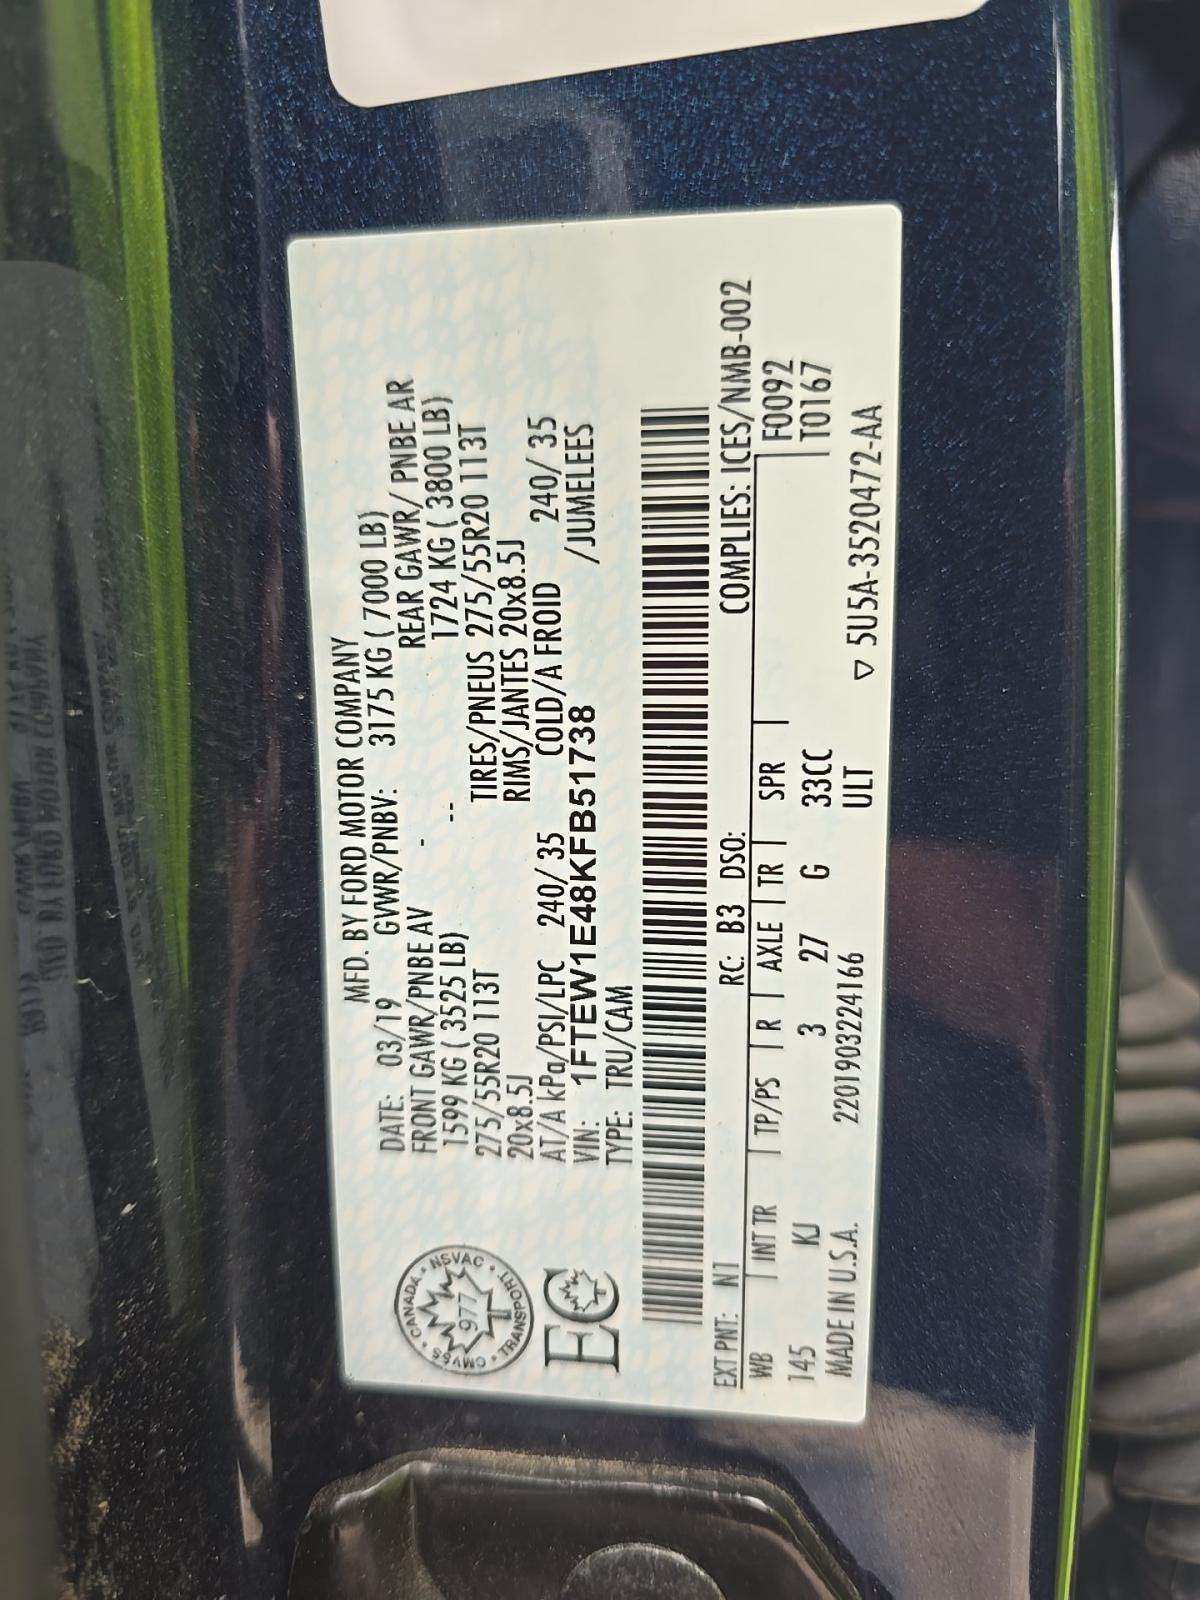 MFD. BY FORD MOTOR COMPANY
DATE: 03/19 GVWR/PNBV: 3175 KG ( 7000 LB)
FRONT GAWR/PNBE AV - REAR GAWR/ PNBE AR
1599 KG ( 3525 LB) -- 1724 KG ( 3800 LB)
275/55R20 113T TIRES/PNEUS 275/55R20 113T
20x8.5J RIMS/JANTES 20x8.5J
AT/A kPa/PSI/LPC 240/ 35 COLD/A FROID 240/ 35
VIN: 1FTEW1E48KFB51738 /JUMELEES
TYPE: TRU/CAM
CANADA • NSVAC • TRANSPORT • CMVSS
977
EC
RC: B3 DSO: COMPLIES: ICES/NMB-002
EXT PNT: N1 F0092
WB INT TR TP/PS R AXLE TR SPR T0167
145 KJ 3 27 G 33CC
MADE IN U.S.A. 2201903224166 ULT ▽ 5U5A-3520472-AA